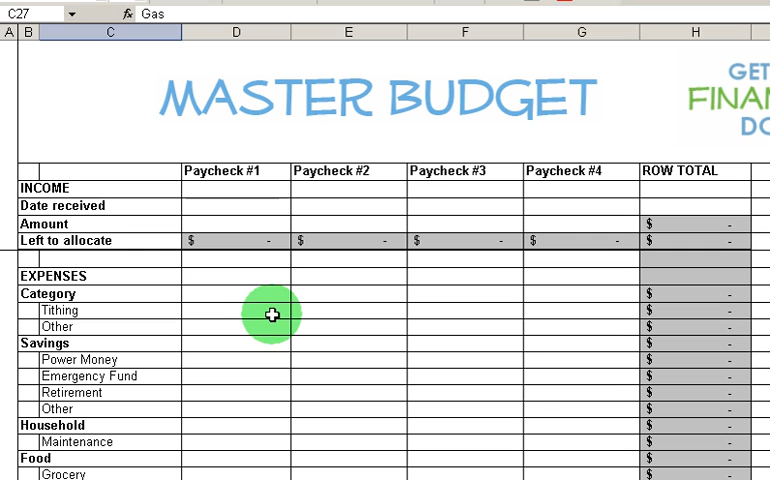 C27 fx Gas
A B C D E F G H
MASTER BUDGET
GET
FINAN
DO
Paycheck #1 Paycheck #2 Paycheck #3 Paycheck #4 ROW TOTAL
INCOME
Date received
Amount $ -
Left to allocate $ - $ - $ - $ - $ -
EXPENSES
Category $ -
Tithing $ -
Other $ -
Savings $ -
Power Money $ -
Emergency Fund $ -
Retirement $ -
Other $ -
Household $ -
Maintenance $ -
Food $ -
Grocery $ -